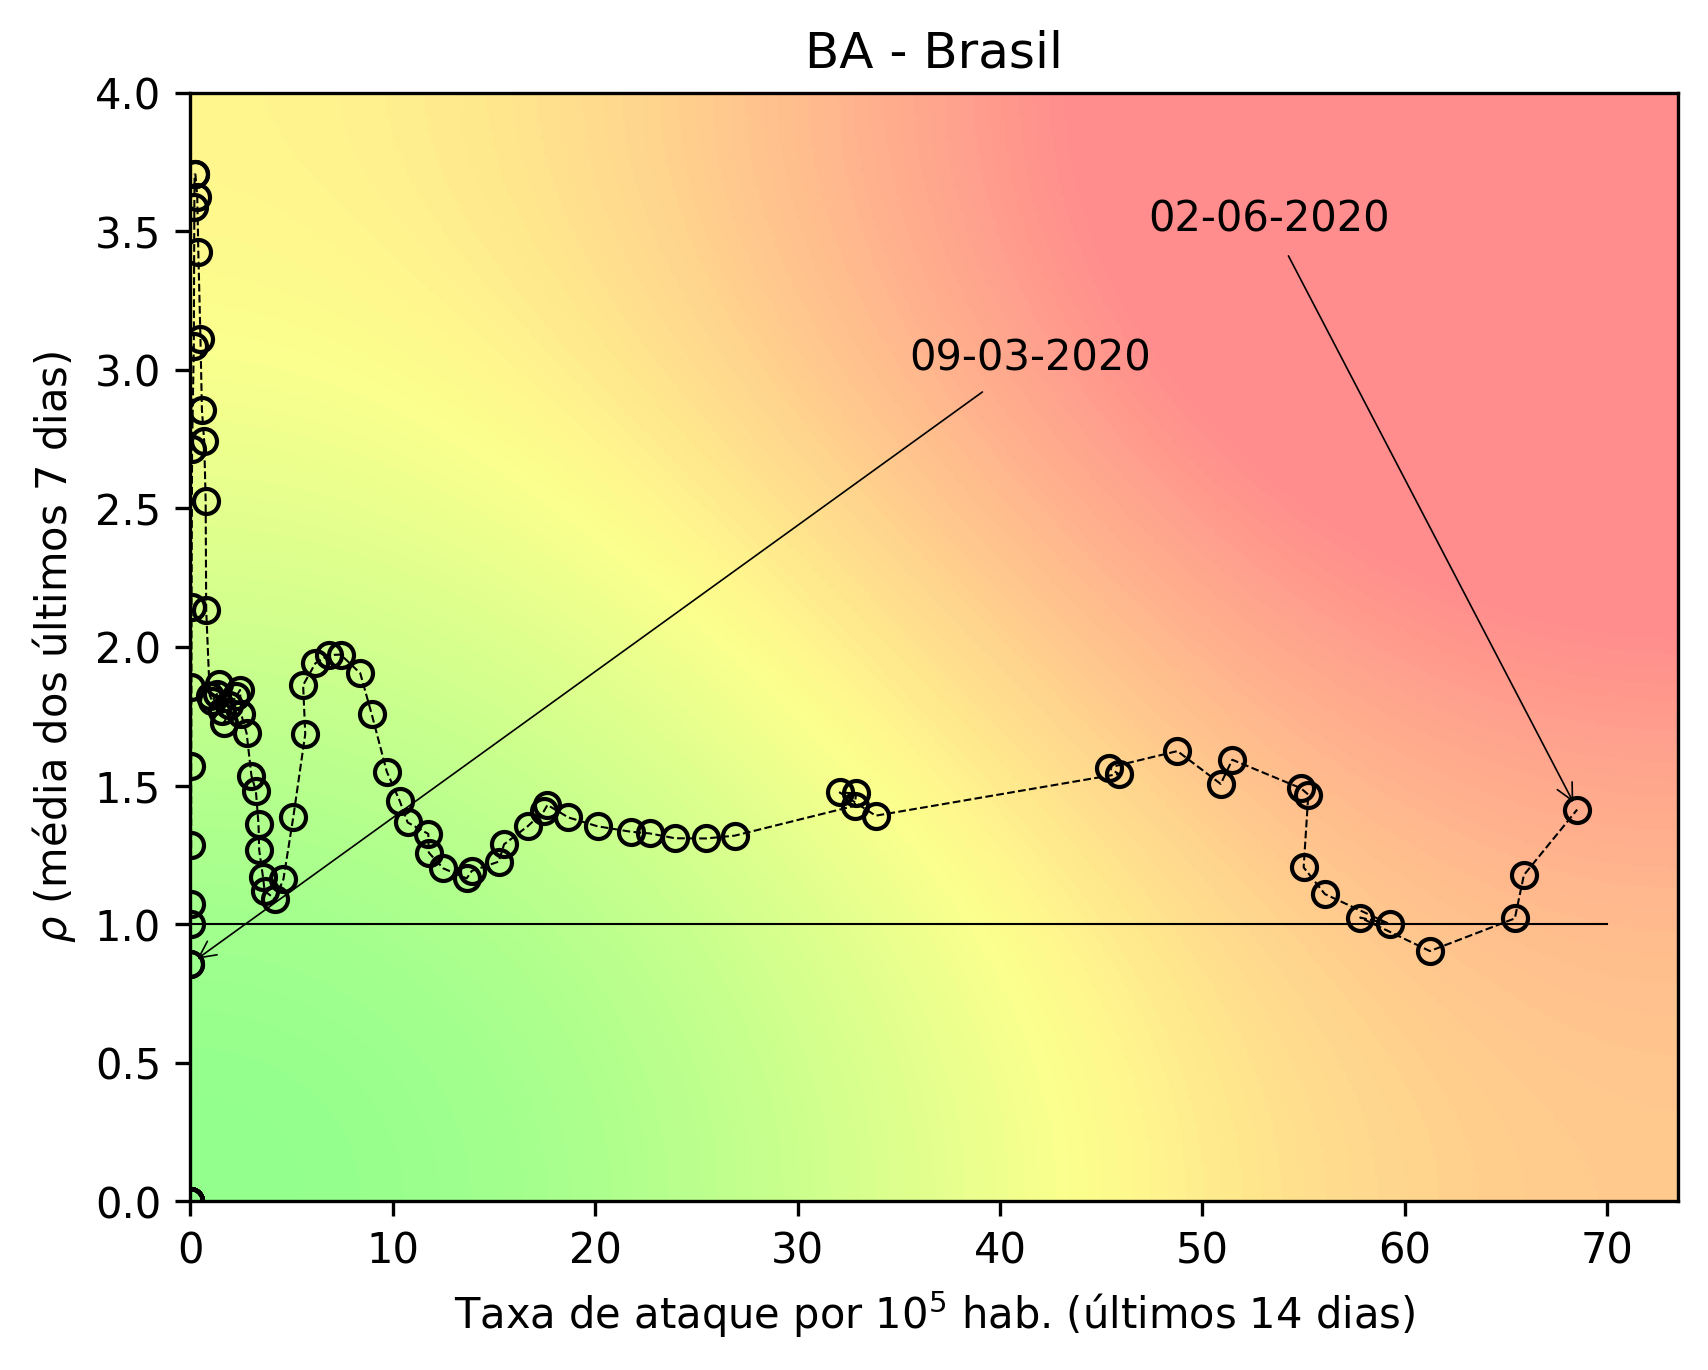 BA - Brasil
4.0
3.5
3.0
2.5
2.0
1.5
1.0
0.5
0.0
ρ (média dos últimos 7 dias)
02-06-2020
09-03-2020
0 10 20 30 40 50 60 70
Taxa de ataque por 10⁵ hab. (últimos 14 dias)